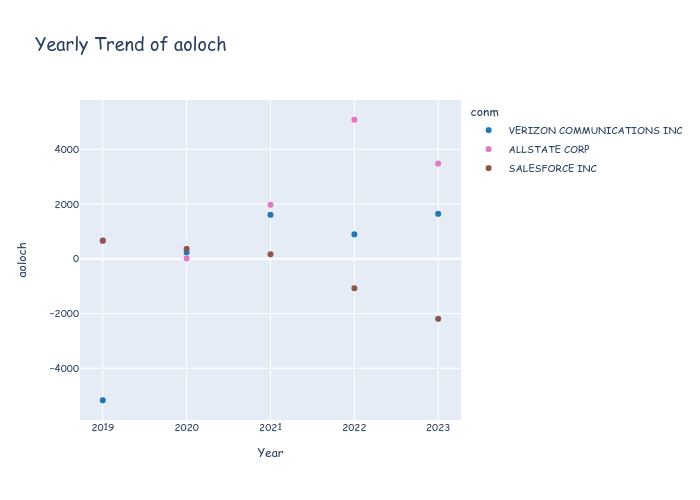 Yearly Trend of aoloch
conm
VERIZON COMMUNICATIONS INC
ALLSTATE CORP
SALESFORCE INC
4000
2000
0
−2000
−4000
aoloch
2019
2020
2021
2022
2023
Year